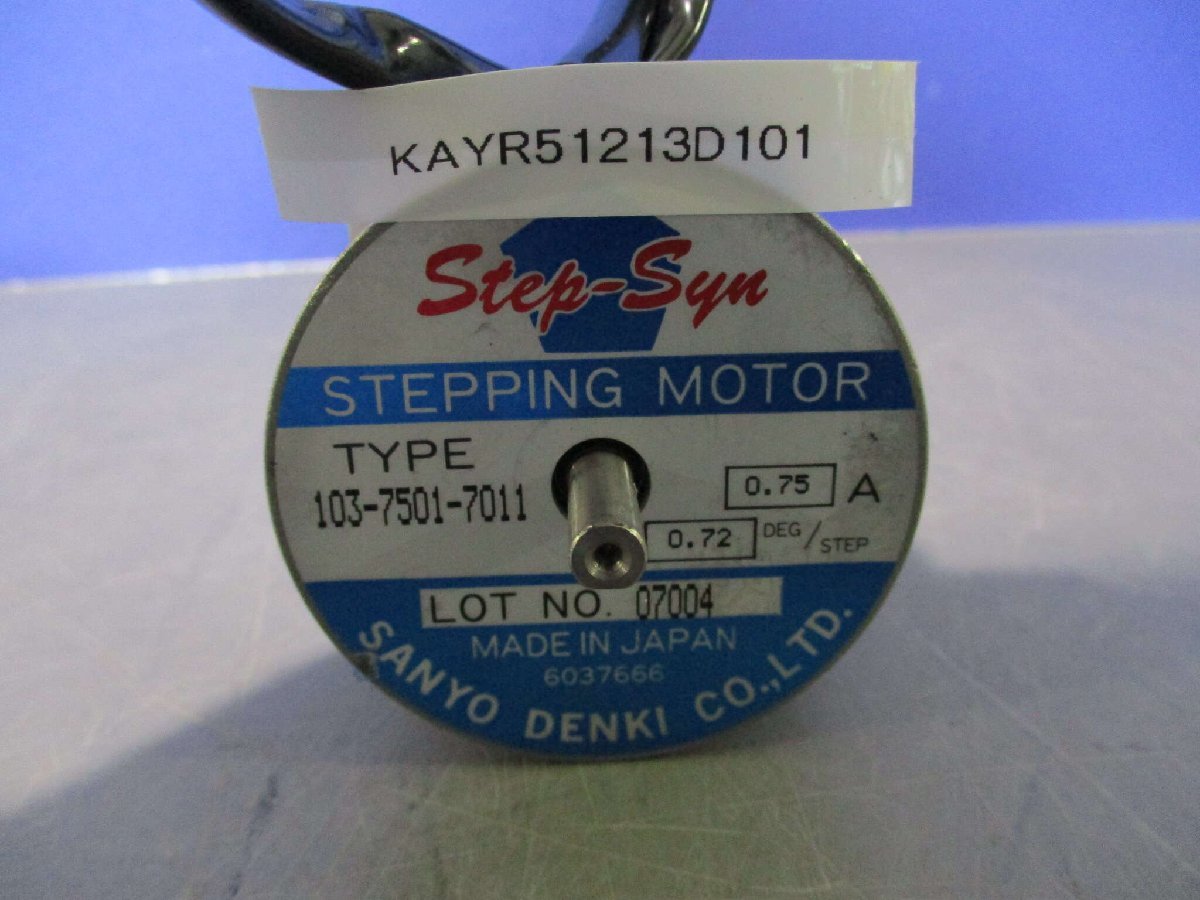 KAYR51213D101
Step-Syn
STEPPING MOTOR
TYPE
103-7501-7011
0.75 A
0.72 DEG/STEP
LOT NO. 07004
MADE IN JAPAN
6037666
SANYO DENKI CO.,LTD.